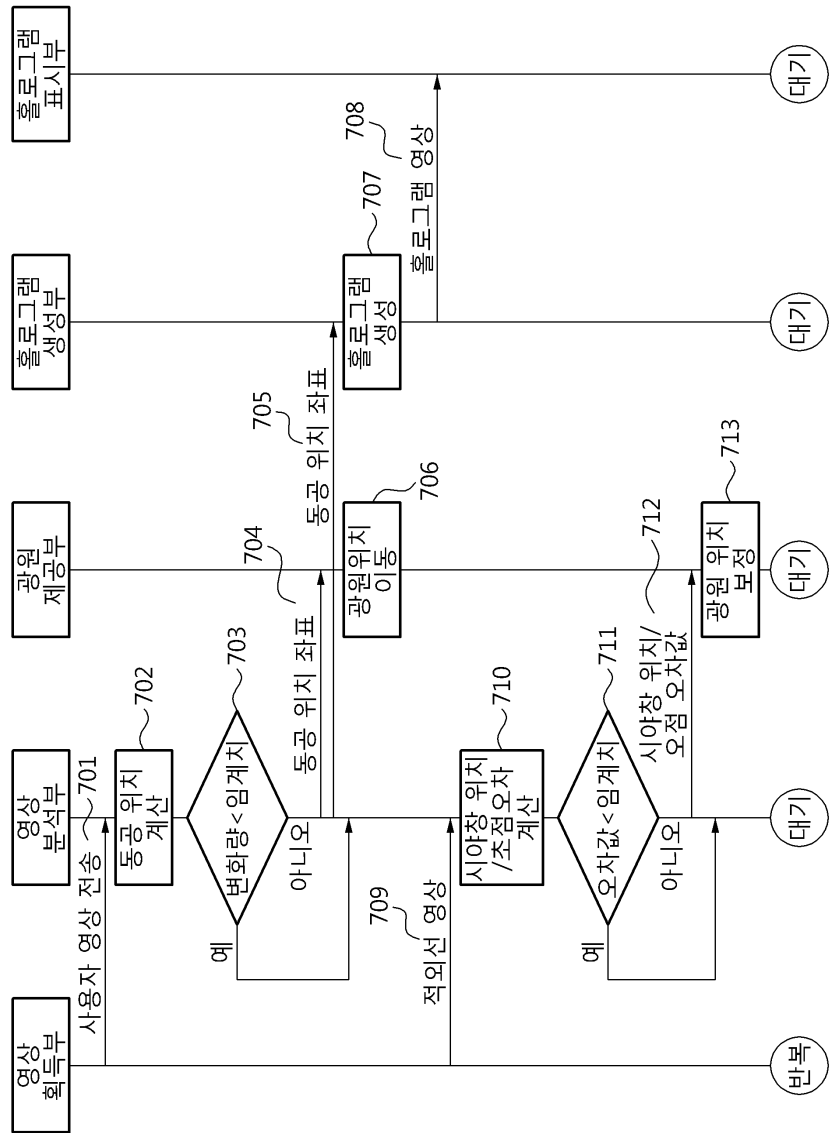 영상
획득부
영상
분석부
광원
제공부
홀로그램
생성부
홀로그램
표시부
사용자 영상 전송
701
동공 위치
계산
702
변화량<임계치
703
예
아니오
동공 위치 좌표
704
동공 위치 좌표
705
광원위치
이동
706
홀로그램
생성
707
홀로그램 영상
708
적외선 영상
709
시야창 위치
/초점오차
계산
710
오차값<임계치
711
예
아니오
시야창 위치/
오점 오차값
712
광원 위치
보정
713
반복
대기
대기
대기
대기